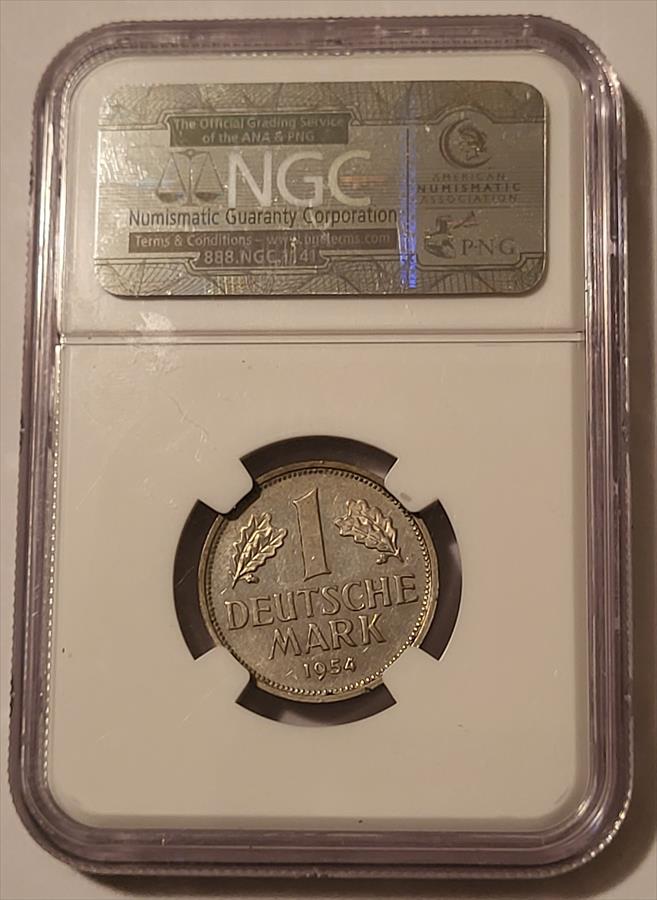 The Official Grading Service
of the ANA & PNG
NGC
Numismatic Guaranty Corporation
Terms & Conditions –
888.NGC.1141
AMERICAN
NUMISMATIC
ASSOCIATION
PNG
1
DEUTSCHE
MARK
1954